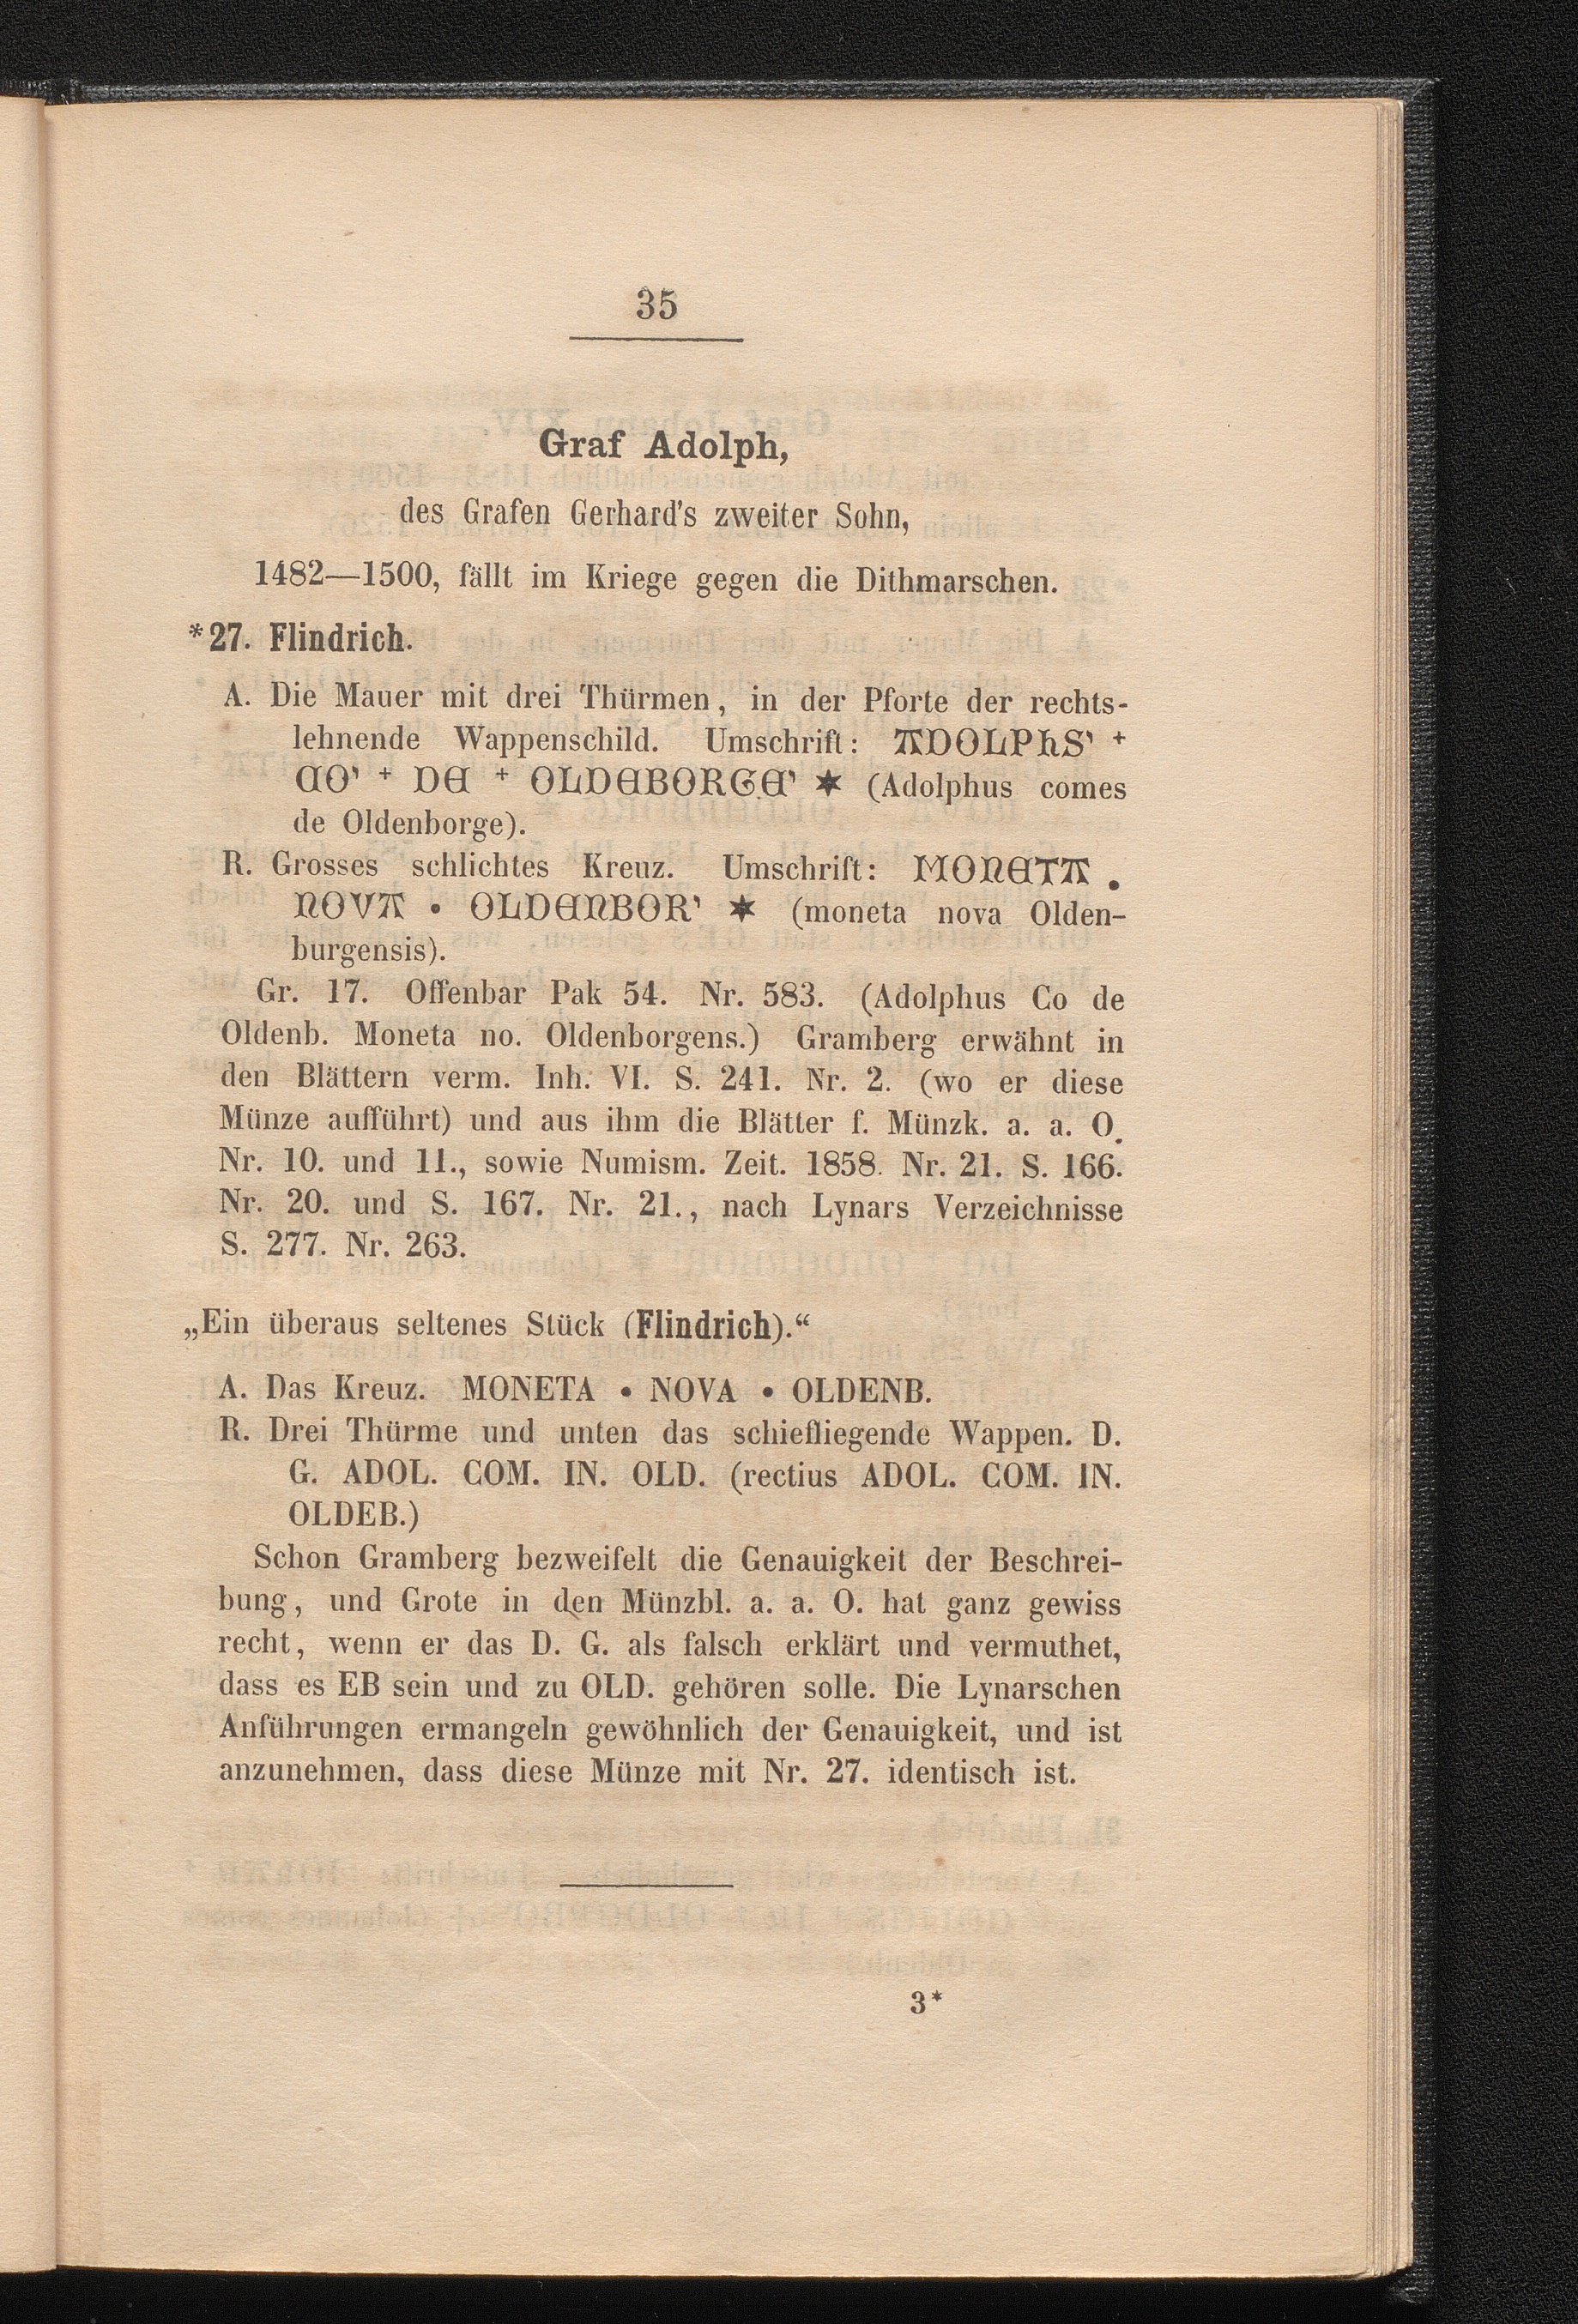 35
Graf Adolph,
des Grafen Gerhard's zweiter Sohn,
1482—1500, fällt im Kriege gegen die Dithmarschen.
*27. Flindrich.
A. Die Mauer mit drei Thürmen, in der Pforte der rechts-
lehnende Wappenschild. Umschrift: ADOLPhS' +
CO' + DE + OLDEBORGE' ✶ (Adolphus comes
de Oldenborge).
R. Grosses schlichtes Kreuz. Umschrift: MONETA •
NOVA • OLDENBOR' ✶ (moneta nova Olden-
burgensis).
Gr. 17. Offenbar Pak 54. Nr. 583. (Adolphus Co de
Oldenb. Moneta no. Oldenborgens.) Gramberg erwähnt in
den Blättern verm. Inh. VI. S. 241. Nr. 2. (wo er diese
Münze aufführt) und aus ihm die Blätter f. Münzk. a. a. O.
Nr. 10. und 11., sowie Numism. Zeit. 1858. Nr. 21. S. 166.
Nr. 20. und S. 167. Nr. 21., nach Lynars Verzeichnisse
S. 277. Nr. 263.
„Ein überaus seltenes Stück (Flindrich).“
A. Das Kreuz. MONETA • NOVA • OLDENB.
R. Drei Thürme und unten das schiefliegende Wappen. D.
G. ADOL. COM. IN. OLD. (rectius ADOL. COM. IN.
OLDEB.)
Schon Gramberg bezweifelt die Genauigkeit der Beschrei-
bung, und Grote in den Münzbl. a. a. O. hat ganz gewiss
recht, wenn er das D. G. als falsch erklärt und vermuthet,
dass es EB sein und zu OLD. gehören solle. Die Lynarschen
Anführungen ermangeln gewöhnlich der Genauigkeit, und ist
anzunehmen, dass diese Münze mit Nr. 27. identisch ist.
3*